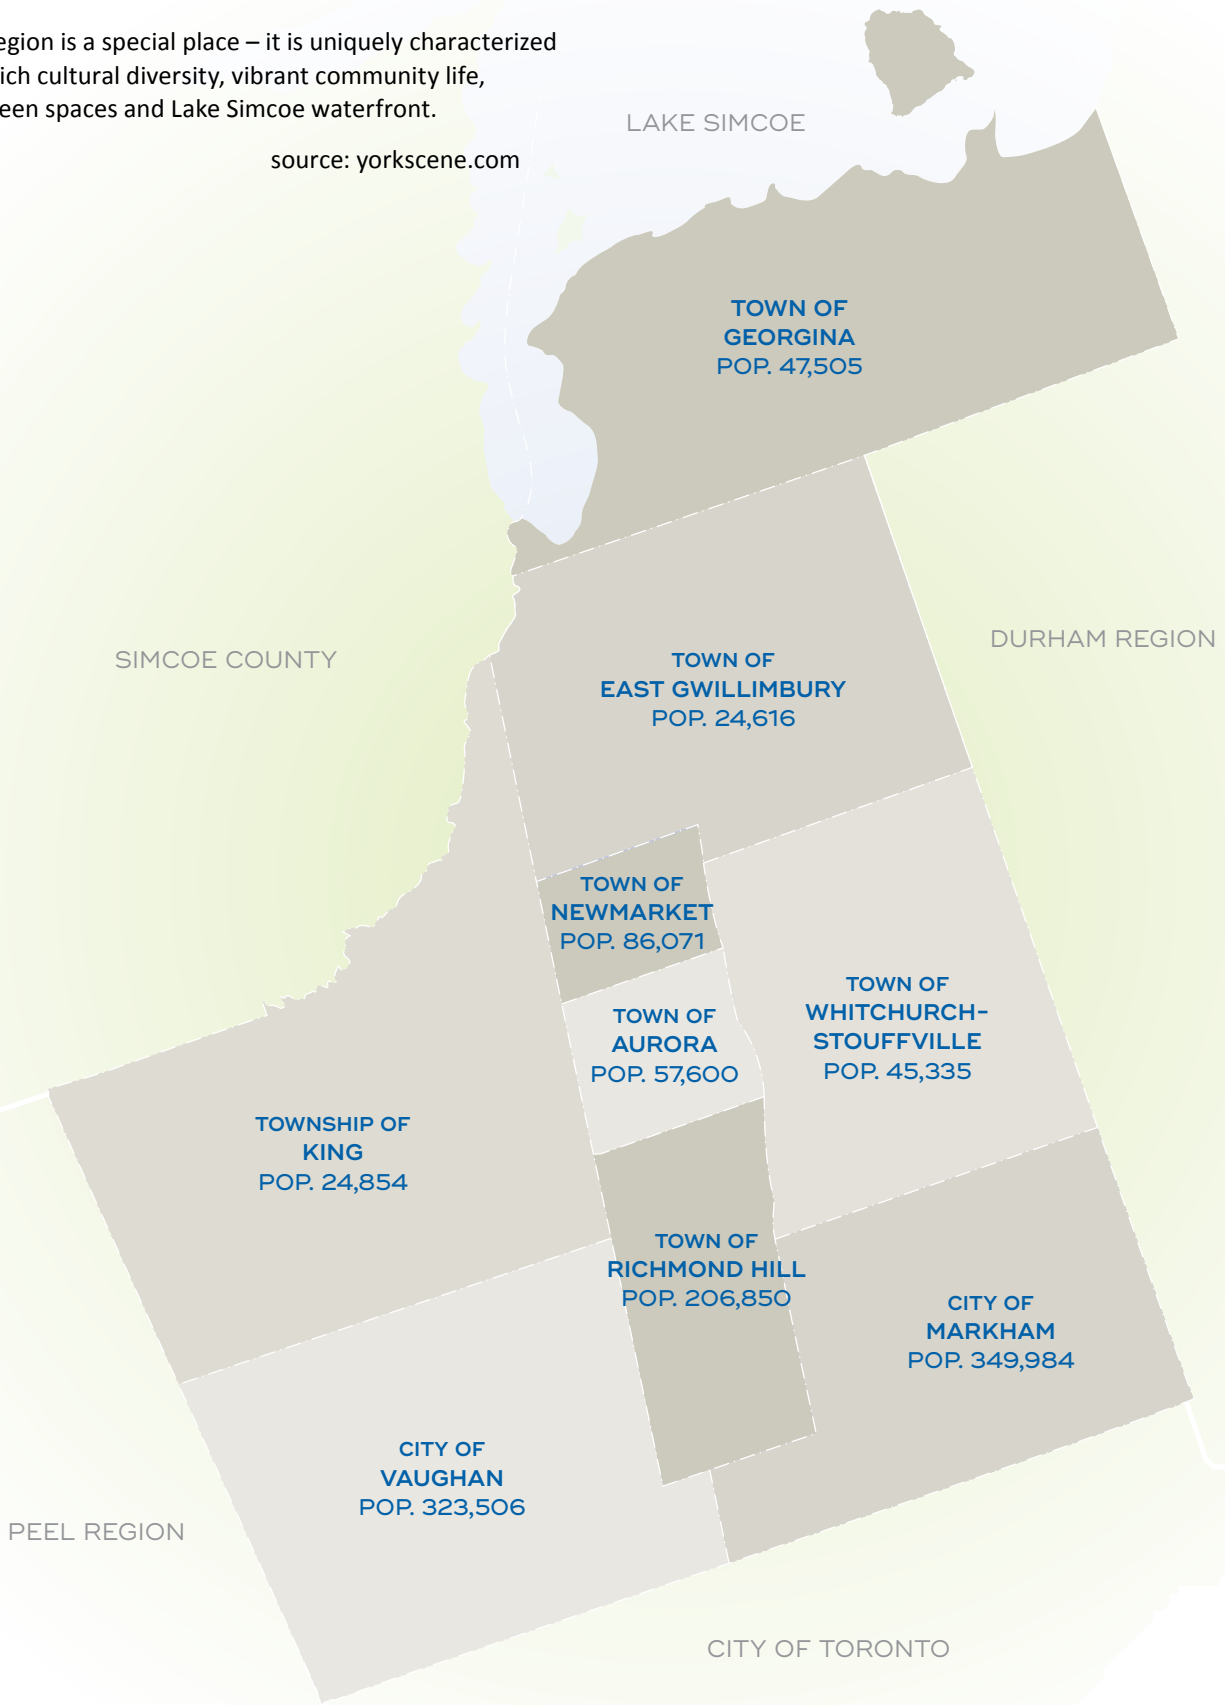 egion is a special place – it is uniquely characterized
ich cultural diversity, vibrant community life,
een spaces and Lake Simcoe waterfront.
source: yorkscene.com
LAKE SIMCOE
TOWN OF
GEORGINA
POP. 47,505
SIMCOE COUNTY
DURHAM REGION
TOWN OF
EAST GWILLIMBURY
POP. 24,616
TOWN OF
NEWMARKET
POP. 86,071
TOWN OF
AURORA
POP. 57,600
TOWN OF
WHITCHURCH-
STOUFFVILLE
POP. 45,335
TOWNSHIP OF
KING
POP. 24,854
TOWN OF
RICHMOND HILL
POP. 206,850
CITY OF
MARKHAM
POP. 349,984
CITY OF
VAUGHAN
POP. 323,506
PEEL REGION
CITY OF TORONTO